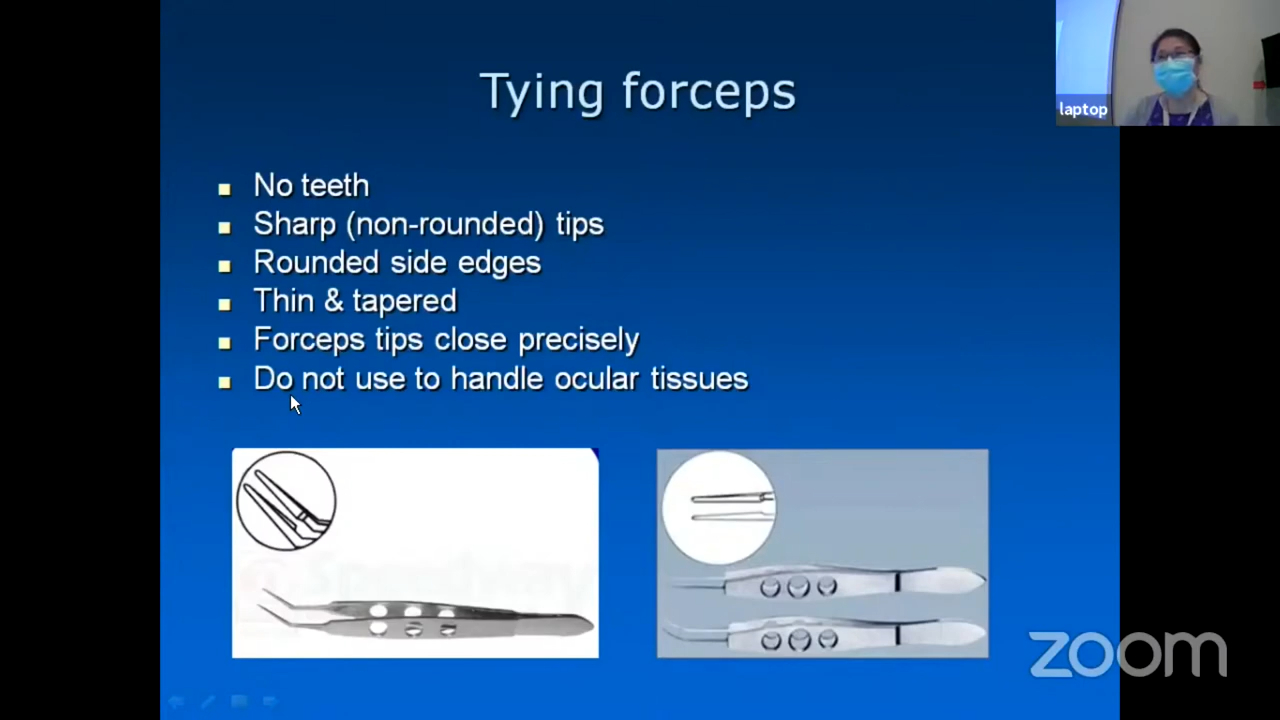 Tying forceps
laptop
No teeth
Sharp (non-rounded) tips
Rounded side edges
Thin & tapered
Forceps tips close precisely
Do not use to handle ocular tissues
zoom